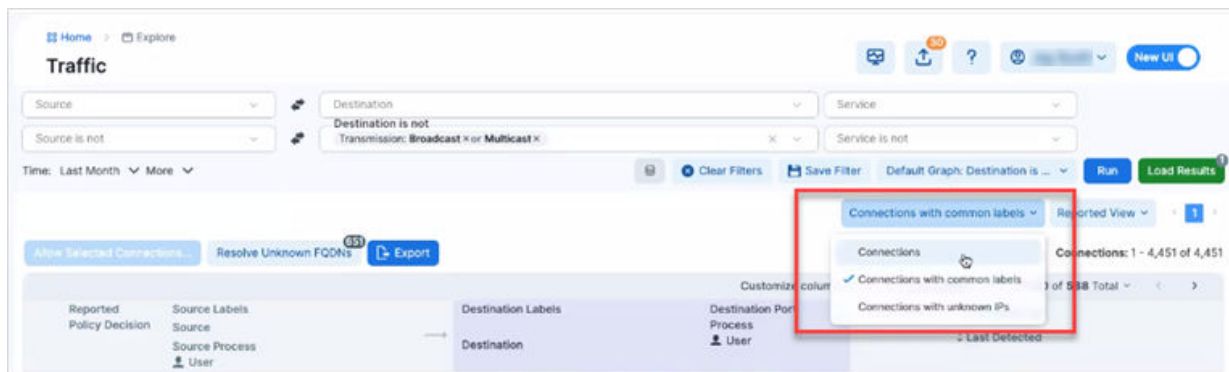 Home > Explore
Traffic
30
?
New UI
Source
Destination
Service
Source is not
Destination is not
Transmission: Broadcast × or Multicast ×
Service is not
Time: Last Month More
Clear Filters
Save Filter
Default Graph: Destination is ...
Run
Load Results
Connections with common labels
Reported View
1
Connections
Connections with common labels
Connections with unknown IPs
Allow Selected Connections...
Resolve Unknown FQDNs
651
Export
Connections: 1 - 4,451 of 4,451
Customize colum
of 588 Total
Reported
Policy Decision
Source Labels
Source
Source Process
User
Destination Labels
Destination
Destination Port
Process
User
Last Detected